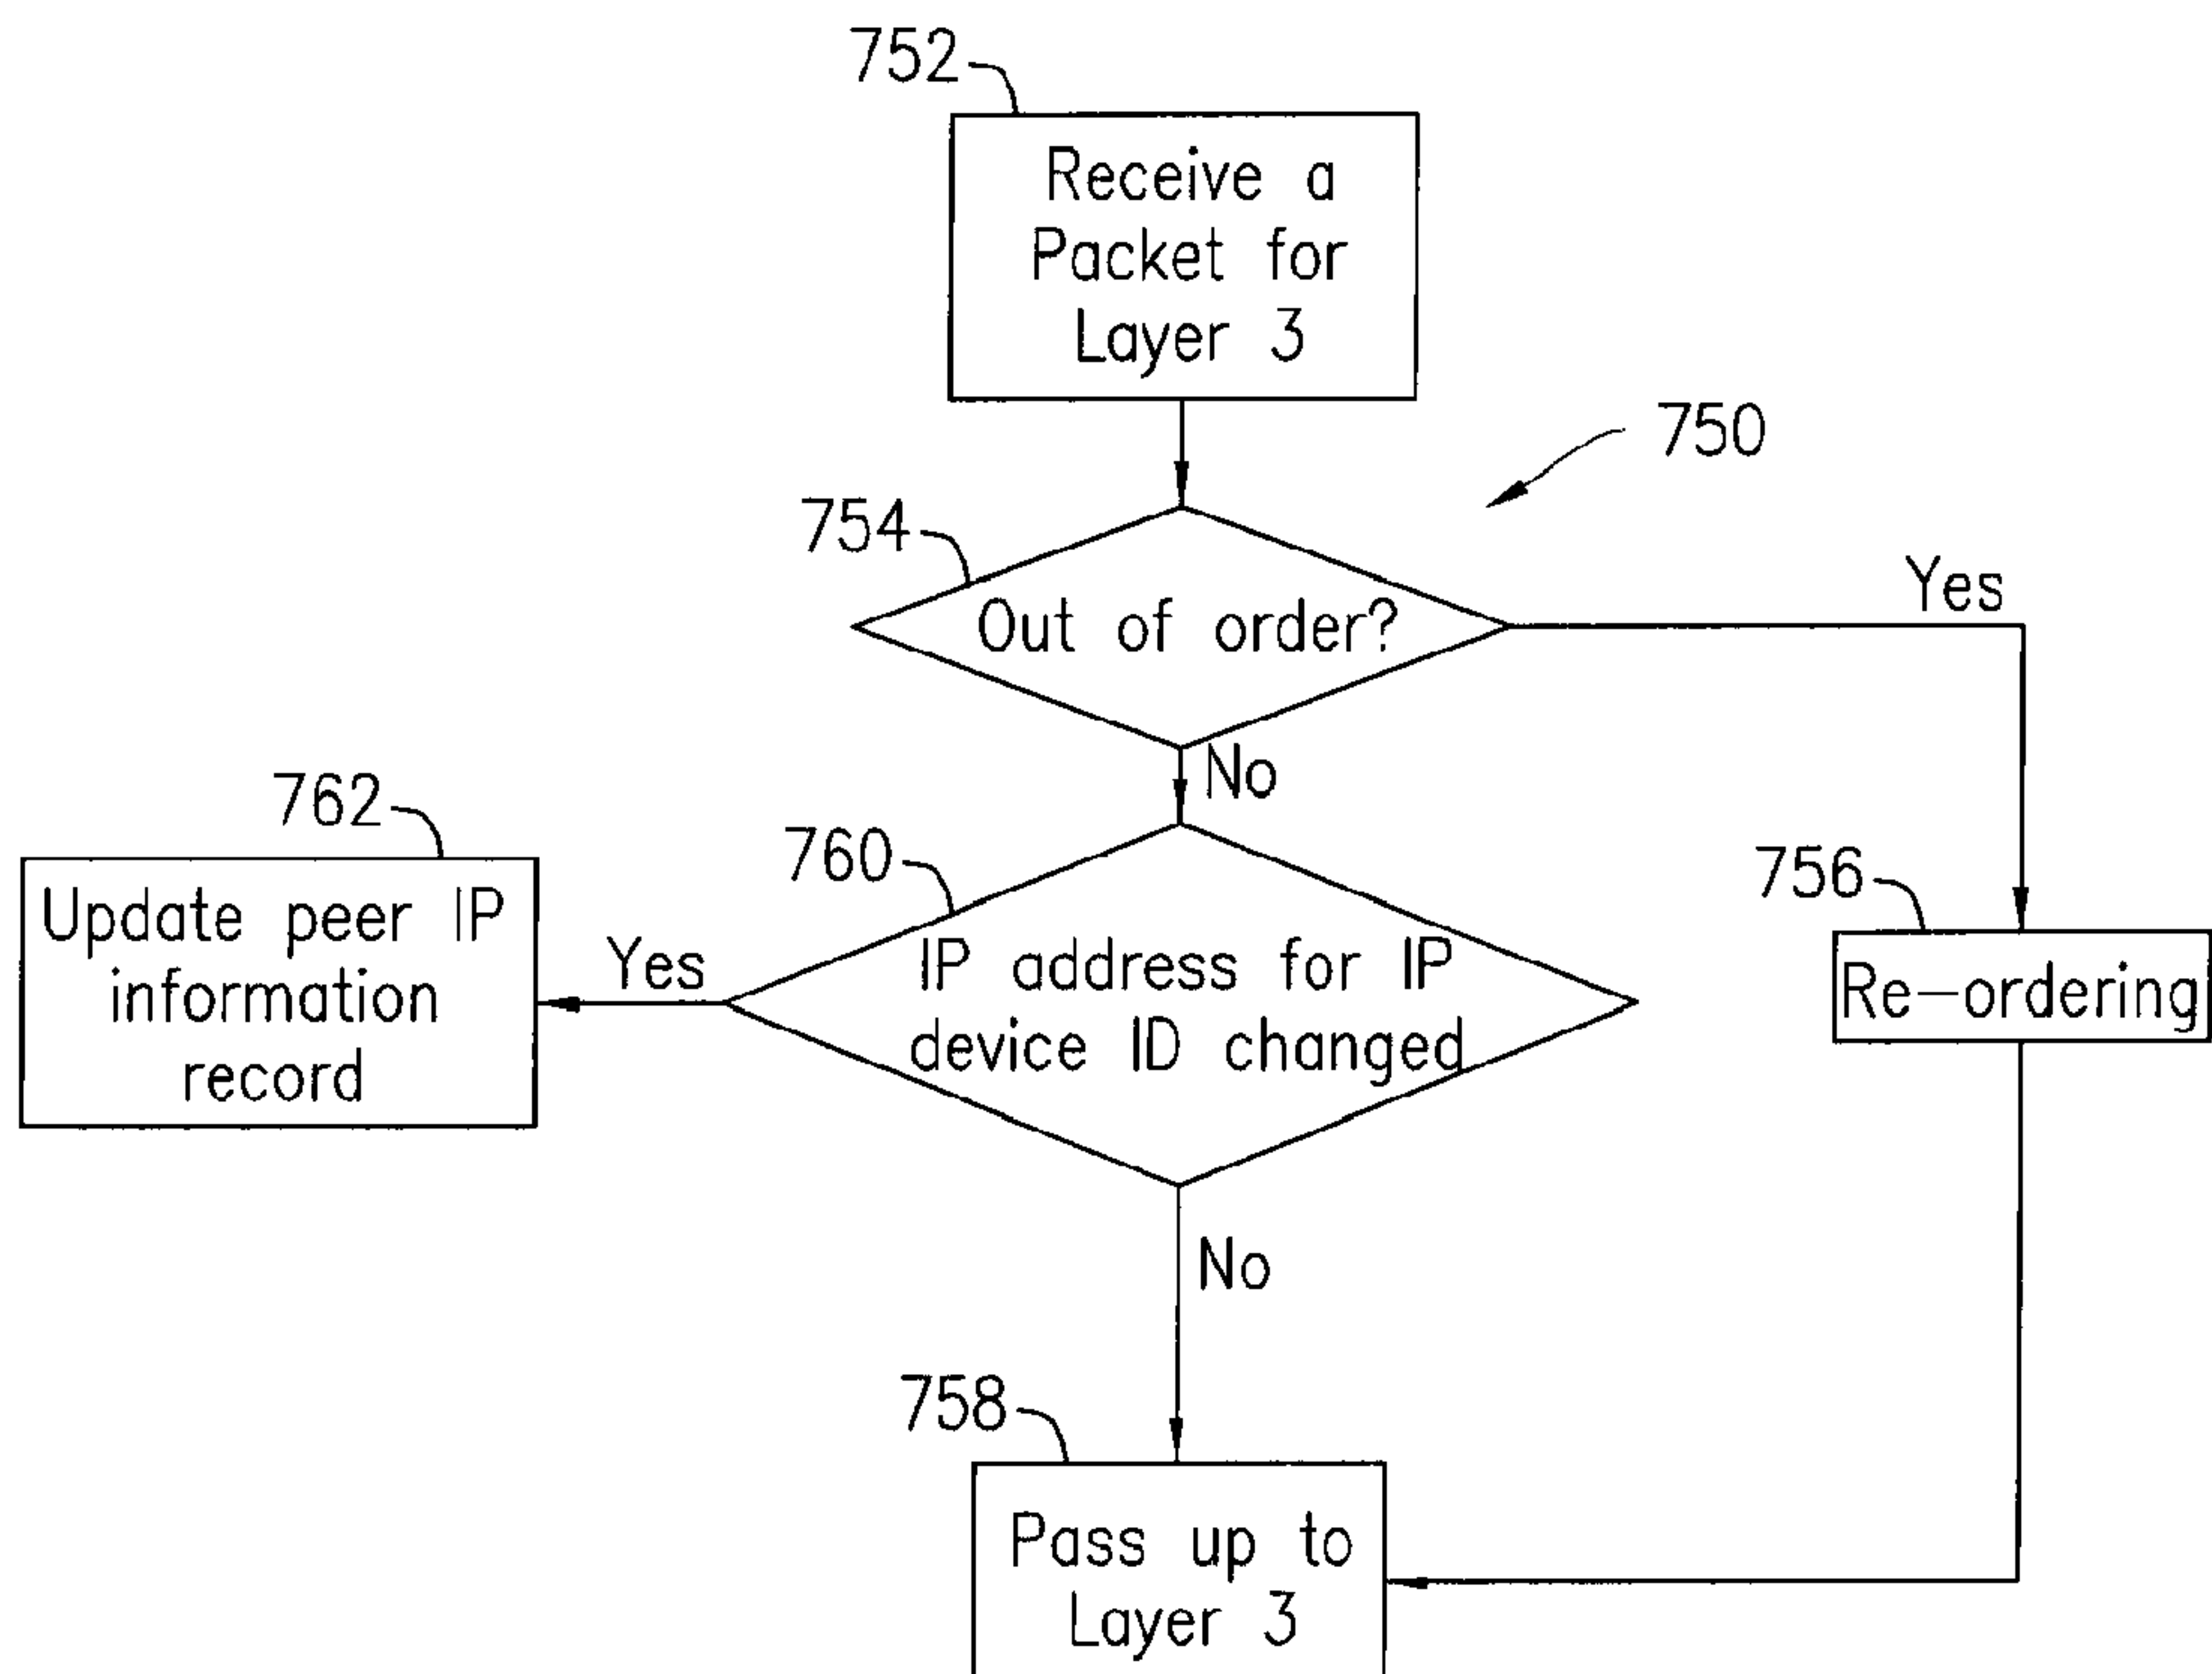 752
Receive a
Packet for
Layer 3
750
754
Out of order?
Yes
No
762
Update peer IP
information
record
760
Yes
IP address for IP
device ID changed
756
Re-ordering
No
758
Pass up to
Layer 3